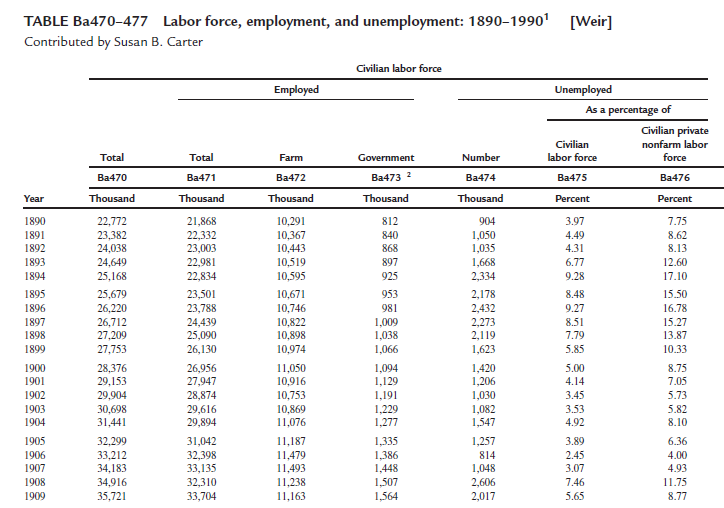 TABLE Ba470–477 Labor force, employment, and unemployment: 1890–1990¹ [Weir]
Contributed by Susan B. Carter
Civilian labor force
Employed Unemployed
As a percentage of
Civilian private
Civilian nonfarm labor
Total Total Farm Government Number labor force force
Ba470 Ba471 Ba472 Ba473 ² Ba474 Ba475 Ba476
Year Thousand Thousand Thousand Thousand Thousand Percent Percent
1890 22,772 21,868 10,291 812 904 3.97 7.75
1891 23,382 22,332 10,367 840 1,050 4.49 8.62
1892 24,038 23,003 10,443 868 1,035 4.31 8.13
1893 24,649 22,981 10,519 897 1,668 6.77 12.60
1894 25,168 22,834 10,595 925 2,334 9.28 17.10
1895 25,679 23,501 10,671 953 2,178 8.48 15.50
1896 26,220 23,788 10,746 981 2,432 9.27 16.78
1897 26,712 24,439 10,822 1,009 2,273 8.51 15.27
1898 27,209 25,090 10,898 1,038 2,119 7.79 13.87
1899 27,753 26,130 10,974 1,066 1,623 5.85 10.33
1900 28,376 26,956 11,050 1,094 1,420 5.00 8.75
1901 29,153 27,947 10,916 1,129 1,206 4.14 7.05
1902 29,904 28,874 10,753 1,191 1,030 3.45 5.73
1903 30,698 29,616 10,869 1,229 1,082 3.53 5.82
1904 31,441 29,894 11,076 1,277 1,547 4.92 8.10
1905 32,299 31,042 11,187 1,335 1,257 3.89 6.36
1906 33,212 32,398 11,479 1,386 814 2.45 4.00
1907 34,183 33,135 11,493 1,448 1,048 3.07 4.93
1908 34,916 32,310 11,238 1,507 2,606 7.46 11.75
1909 35,721 33,704 11,163 1,564 2,017 5.65 8.77